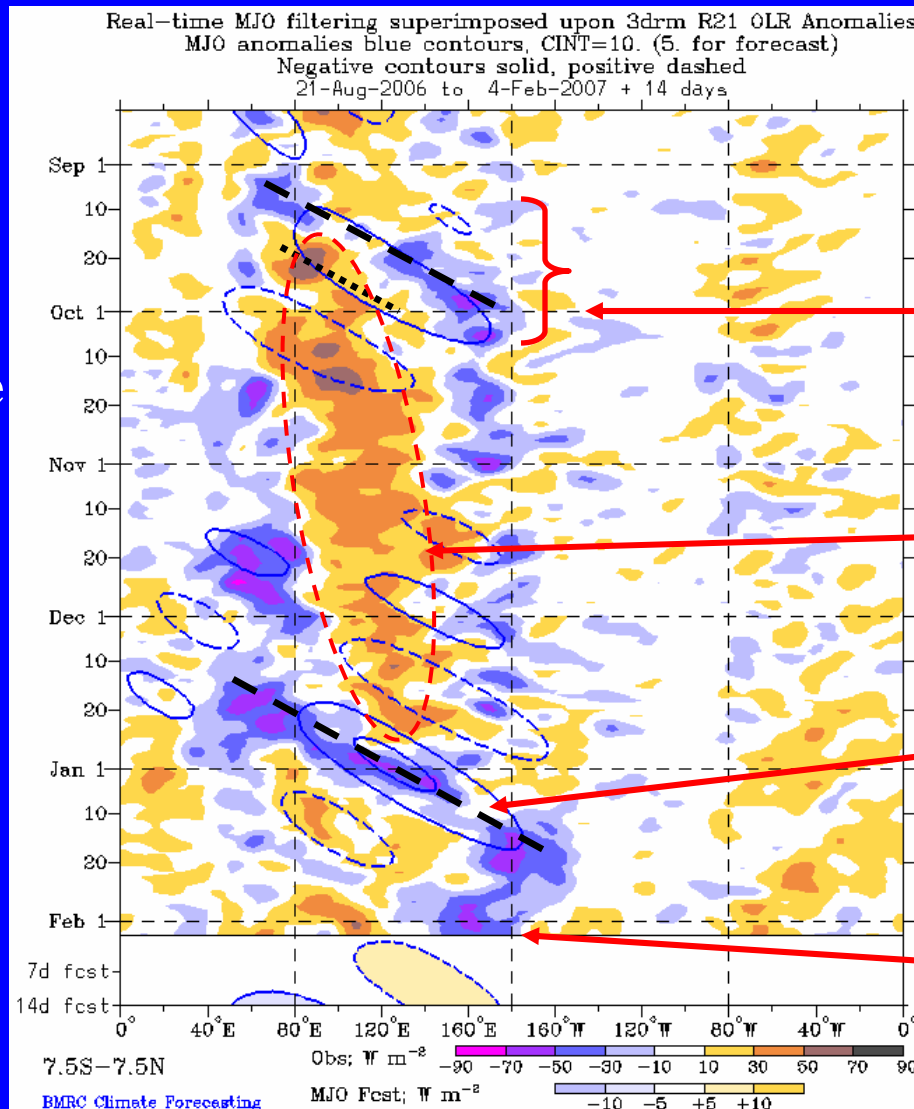 Real-time MJO filtering superimposed upon 3drm R21 OLR Anomalies
MJO anomalies blue contours, CINT=10. (5. for forecast)
Negative contours solid, positive dashed
21-Aug-2006 to 4-Feb-2007 + 14 days
Sep 1
10
20
Oct 1
10
20
Nov 1
10
20
Dec 1
10
20
Jan 1
10
20
Feb 1
7d fcst
14d fcst
0° 40°E 80°E 120°E 160°E 160°W 120°W 80°W 40°W 0°
7.5S-7.5N
Obs; W m⁻² -90 -70 -50 -30 -10 10 30 50 70 90
MJO Fcst; W m⁻² -10 -5 +5 +10
BMRC Climate Forecasting
e